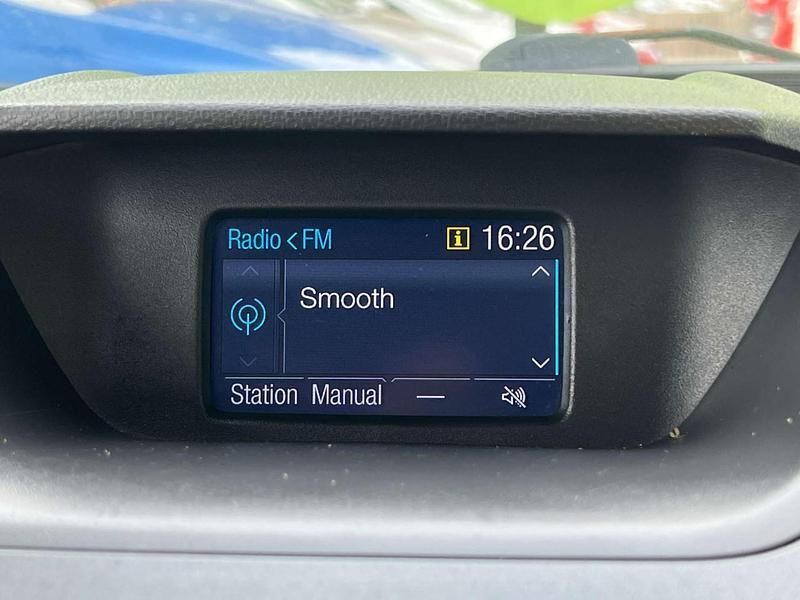 Radio < FM i 16:26
Smooth
Station Manual —